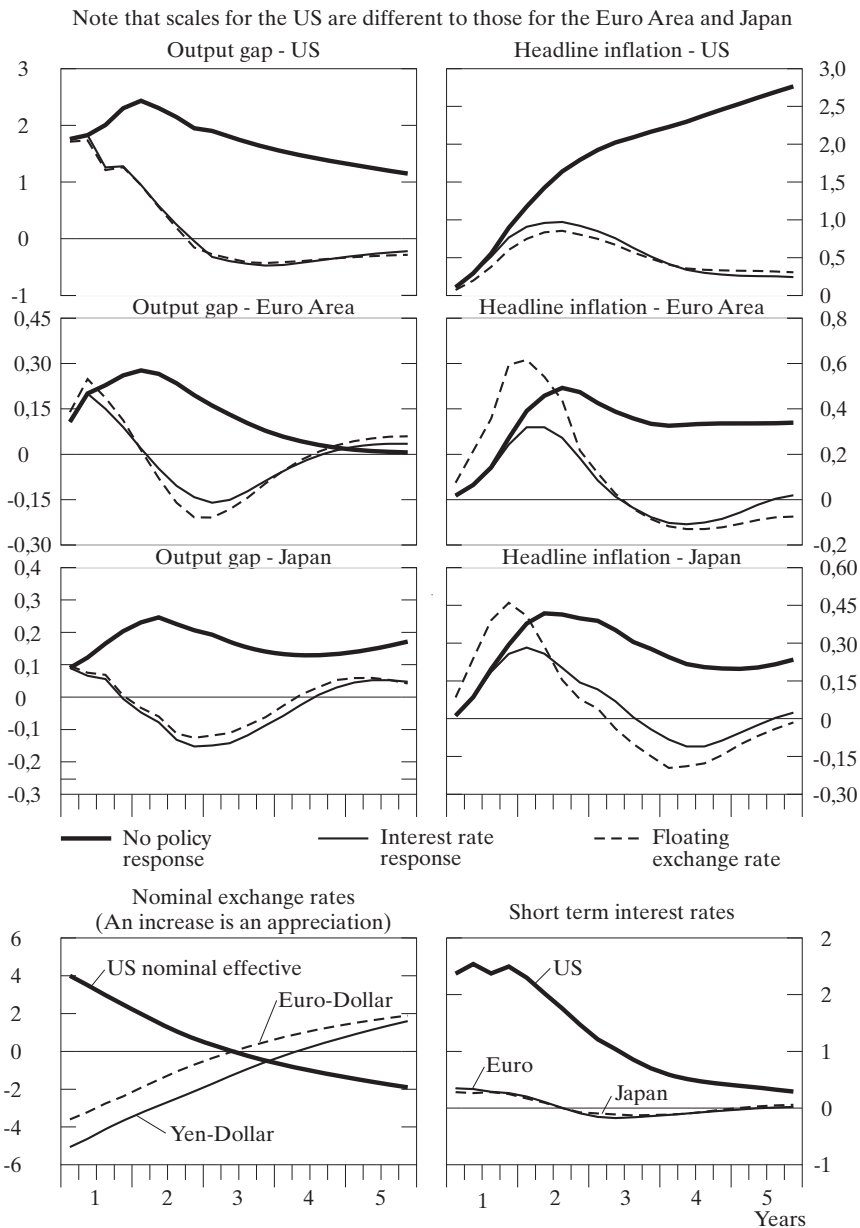 Note that scales for the US are different to those for the Euro Area and Japan
Output gap - US
Headline inflation - US
3
2
1
0
-1
3,0
2,5
2,0
1,5
1,0
0,5
0
Output gap - Euro Area
Headline inflation - Euro Area
0,45
0,30
0,15
0
-0,15
-0,30
0,8
0,6
0,4
0,2
0
-0,2
Output gap - Japan
Headline inflation - Japan
0,4
0,3
0,2
0,1
0
-0,1
-0,2
-0,3
0,60
0,45
0,30
0,15
0
-0,15
-0,30
No policy
response
Interest rate
response
Floating
exchange rate
Nominal exchange rates
(An increase is an appreciation)
Short term interest rates
6
4
2
0
-2
-4
-6
US nominal effective
Euro-Dollar
Yen-Dollar
2
2
1
0
-1
US
Euro
Japan
1 2 3 4 5
1 2 3 4 5
Years